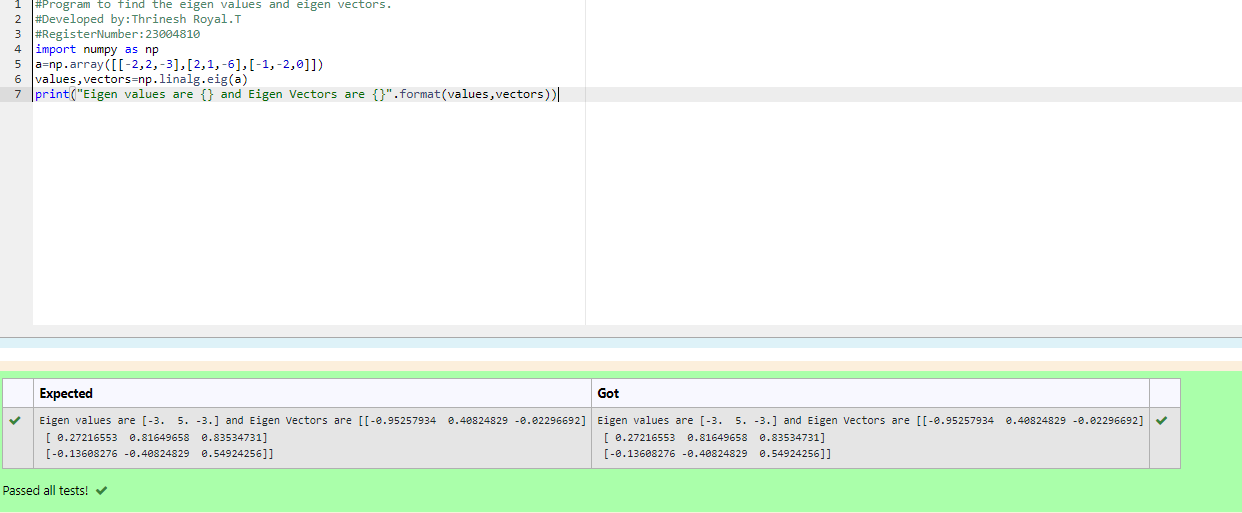 1 #Program to find the eigen values and eigen vectors.
2 #Developed by:Thrinesh Royal.T
3 #RegisterNumber:23004810
4 import numpy as np
5 a=np.array([[-2,2,-3],[2,1,-6],[-1,-2,0]])
6 values,vectors=np.linalg.eig(a)
7 print("Eigen values are {} and Eigen Vectors are {}".format(values,vectors))
Expected Got
Eigen values are [-3.  5. -3.] and Eigen Vectors are [[-0.95257934  0.40824829 -0.02296692] Eigen values are [-3.  5. -3.] and Eigen Vectors are [[-0.95257934  0.40824829 -0.02296692]
[ 0.27216553  0.81649658  0.83534731] [ 0.27216553  0.81649658  0.83534731]
[-0.13608276 -0.40824829  0.54924256]] [-0.13608276 -0.40824829  0.54924256]]
Passed all tests!